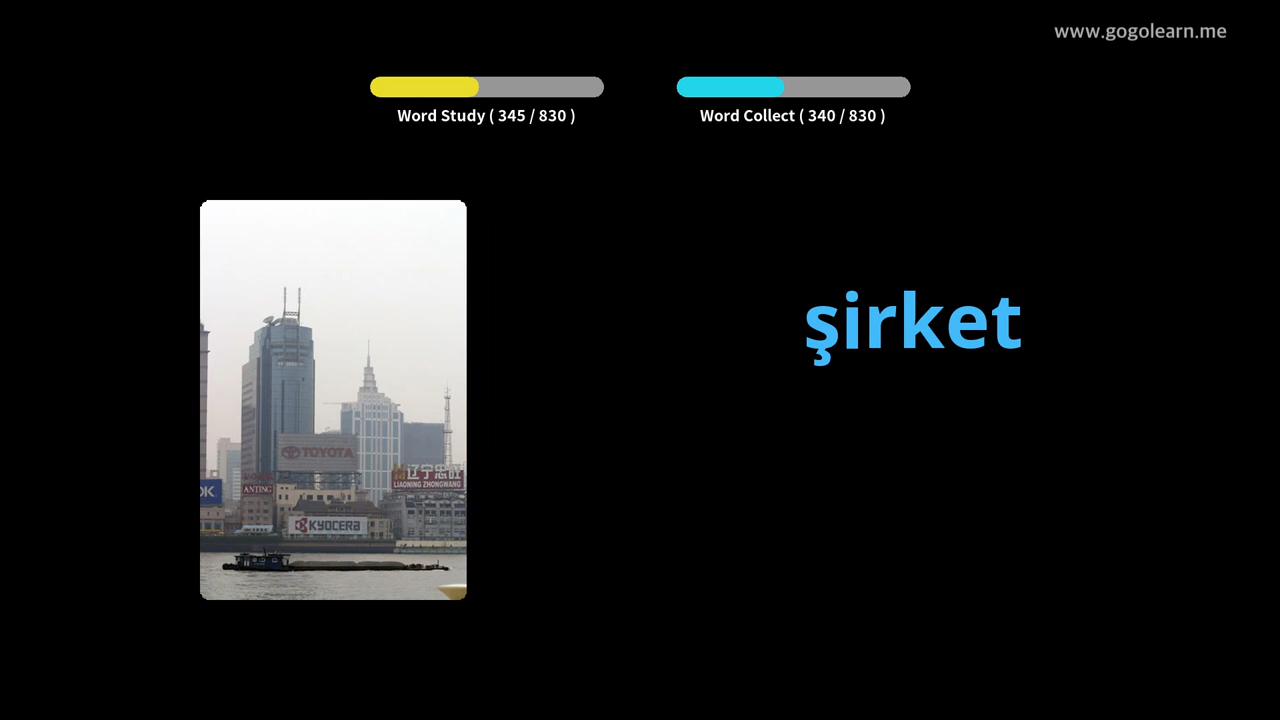 www.gogolearn.me
Word Study ( 345 / 830 )
Word Collect ( 340 / 830 )
şirket
TOYOTA
辽宁忠旺
LIAONING ZHONGWANG
OK
ANTING
KYOCERA